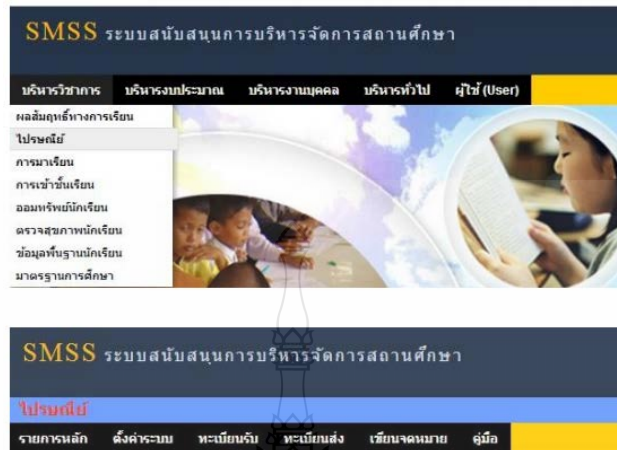 SMSS ระบบสนับสนุนการบริหารจัดการสถานศึกษา
บริหารวิชาการ บริหารงบประมาณ บริหารงานบุคคล บริหารทั่วไป ผู้ใช้ (User)
ผลสัมฤทธิ์ทางการเรียน
ไปรษณีย์
การมาเรียน
การเข้าชั้นเรียน
ออมทรัพย์นักเรียน
ตรวจสุขภาพนักเรียน
ข้อมูลพื้นฐานนักเรียน
มาตรฐานการศึกษา
SMSS ระบบสนับสนุนการบริหารจัดการสถานศึกษา
ไปรษณีย์
รายการหลัก ตั้งค่าระบบ ทะเบียนรับ ทะเบียนส่ง เขียนจดหมาย คู่มือ